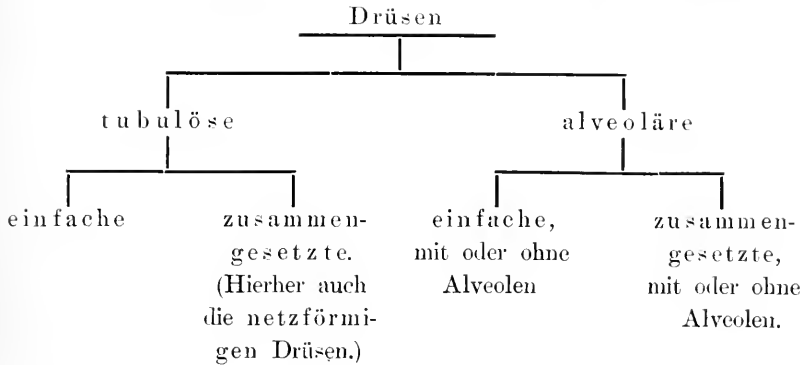 Drüsen
tubulöse
alveoläre
einfache
zusammen-
gesetzte.
(Hierher auch
die netzförmi-
gen Drüsen.)
einfache,
mit oder ohne
Alveolen
zusammen-
gesetzte,
mit oder ohne
Alveolen.